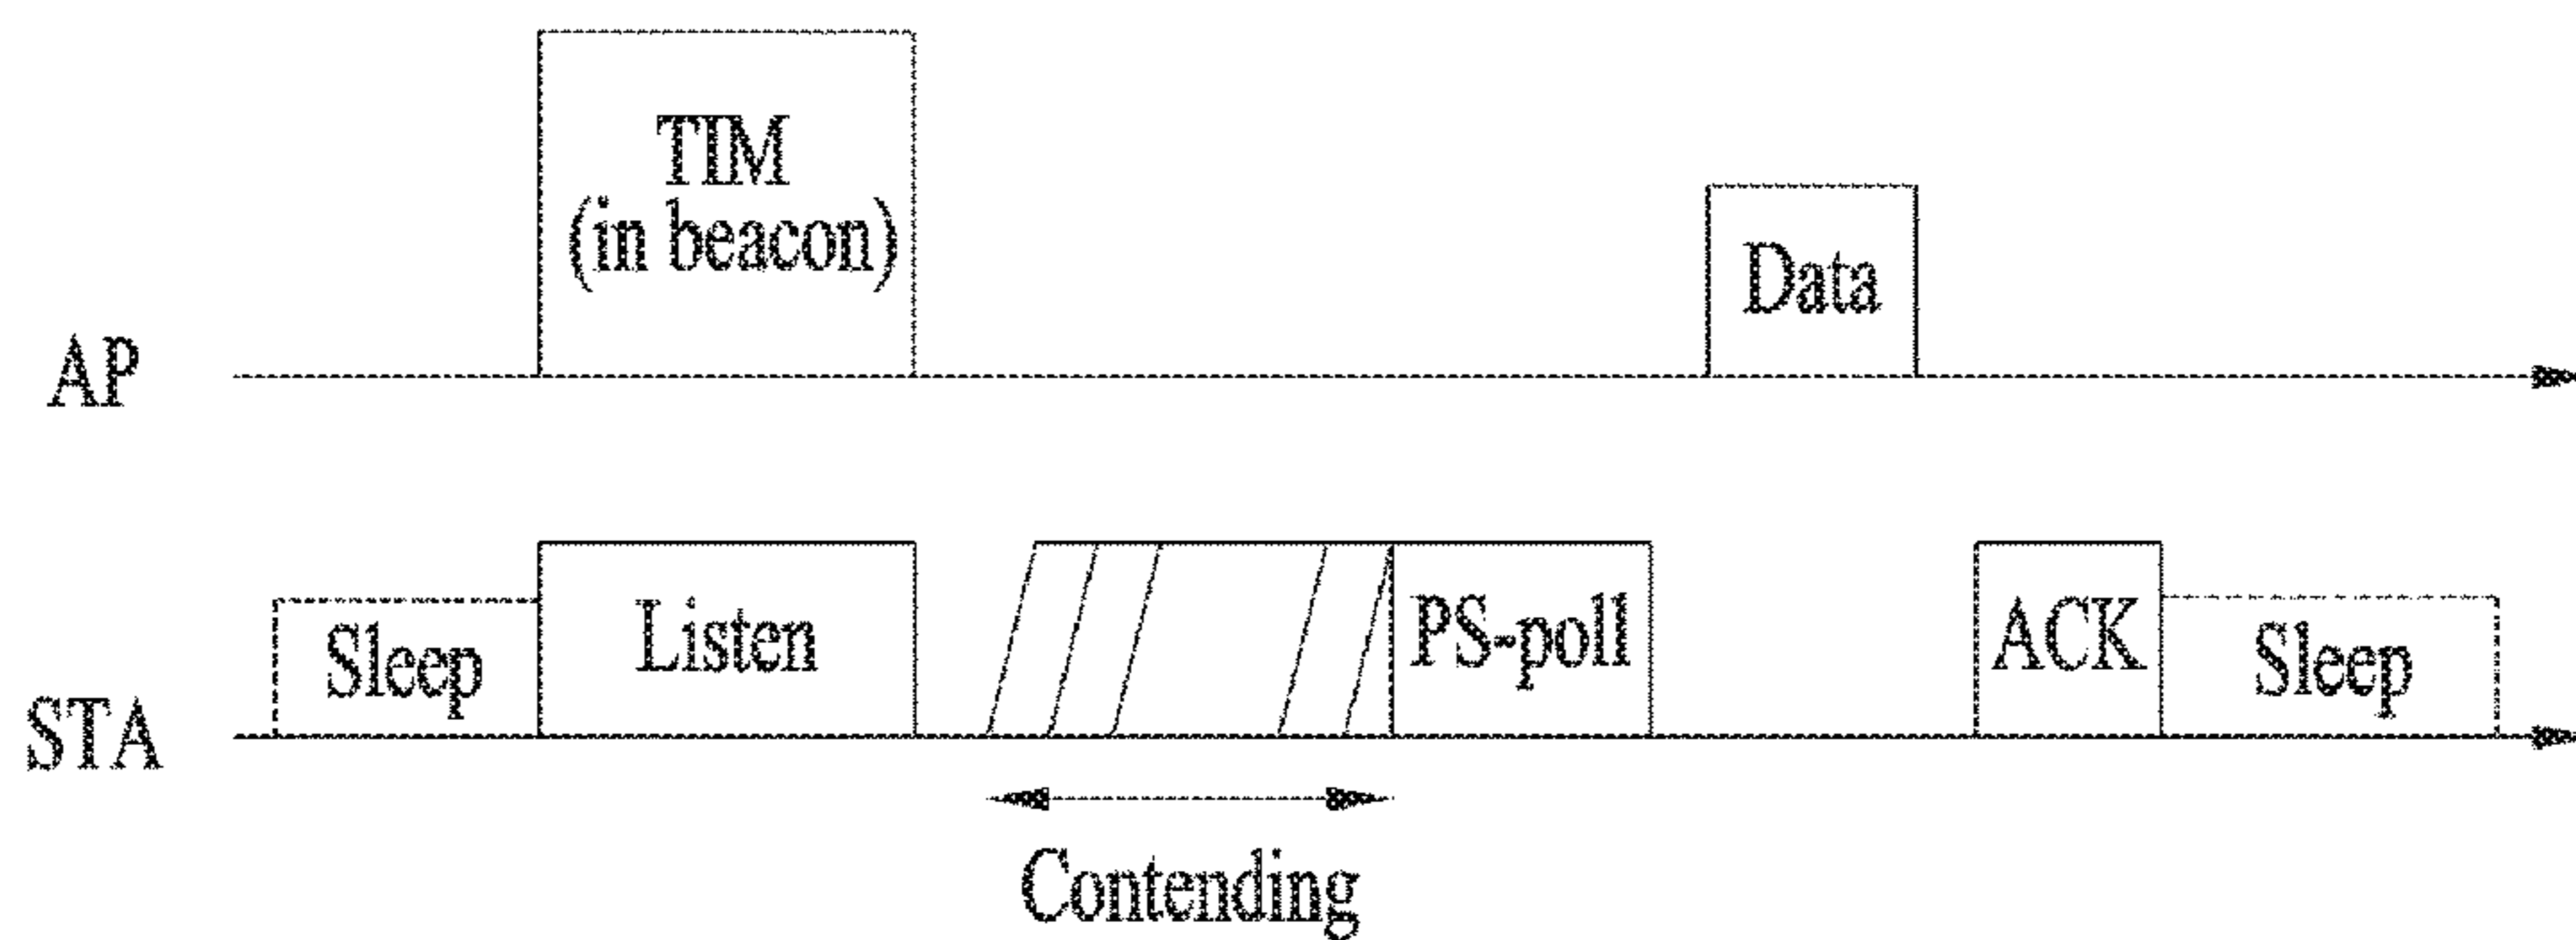 TIM
(in beacon)
Data
AP
Sleep
Listen
PS-poll
ACK
Sleep
STA
Contending